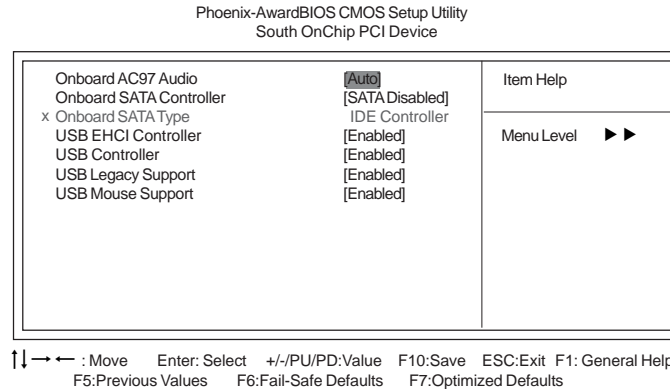 Phoenix-AwardBIOS CMOS Setup Utility
South OnChip PCI Device
Onboard AC97 Audio [Auto] Item Help
Onboard SATA Controller [SATA Disabled]
x Onboard SATA Type IDE Controller
USB EHCI Controller [Enabled] Menu Level ▶▶
USB Controller [Enabled]
USB Legacy Support [Enabled]
USB Mouse Support [Enabled]
↑↓→← : Move Enter: Select +/-/PU/PD:Value F10:Save ESC:Exit F1: General Help
F5:Previous Values F6:Fail-Safe Defaults F7:Optimized Defaults